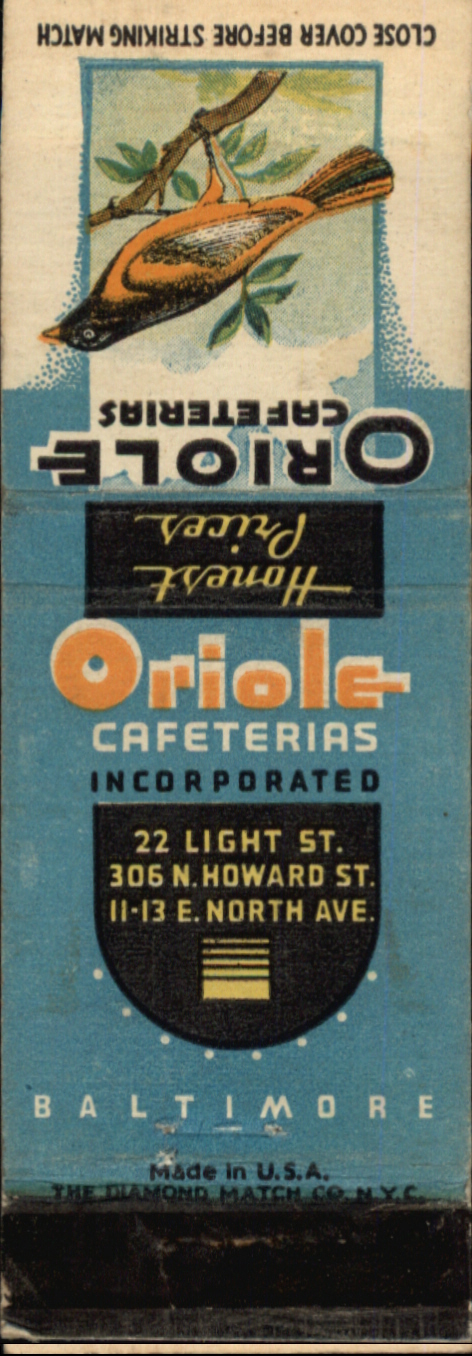 CLOSE COVER BEFORE STRIKING MATCH
ORIOLE
CAFETERIAS
Honest
Prices
Oriole
CAFETERIAS
INCORPORATED
22 LIGHT ST.
306 N. HOWARD ST.
11-13 E. NORTH AVE.
BALTIMORE
Made in U.S.A.
THE DIAMOND MATCH CO. N.Y.C.